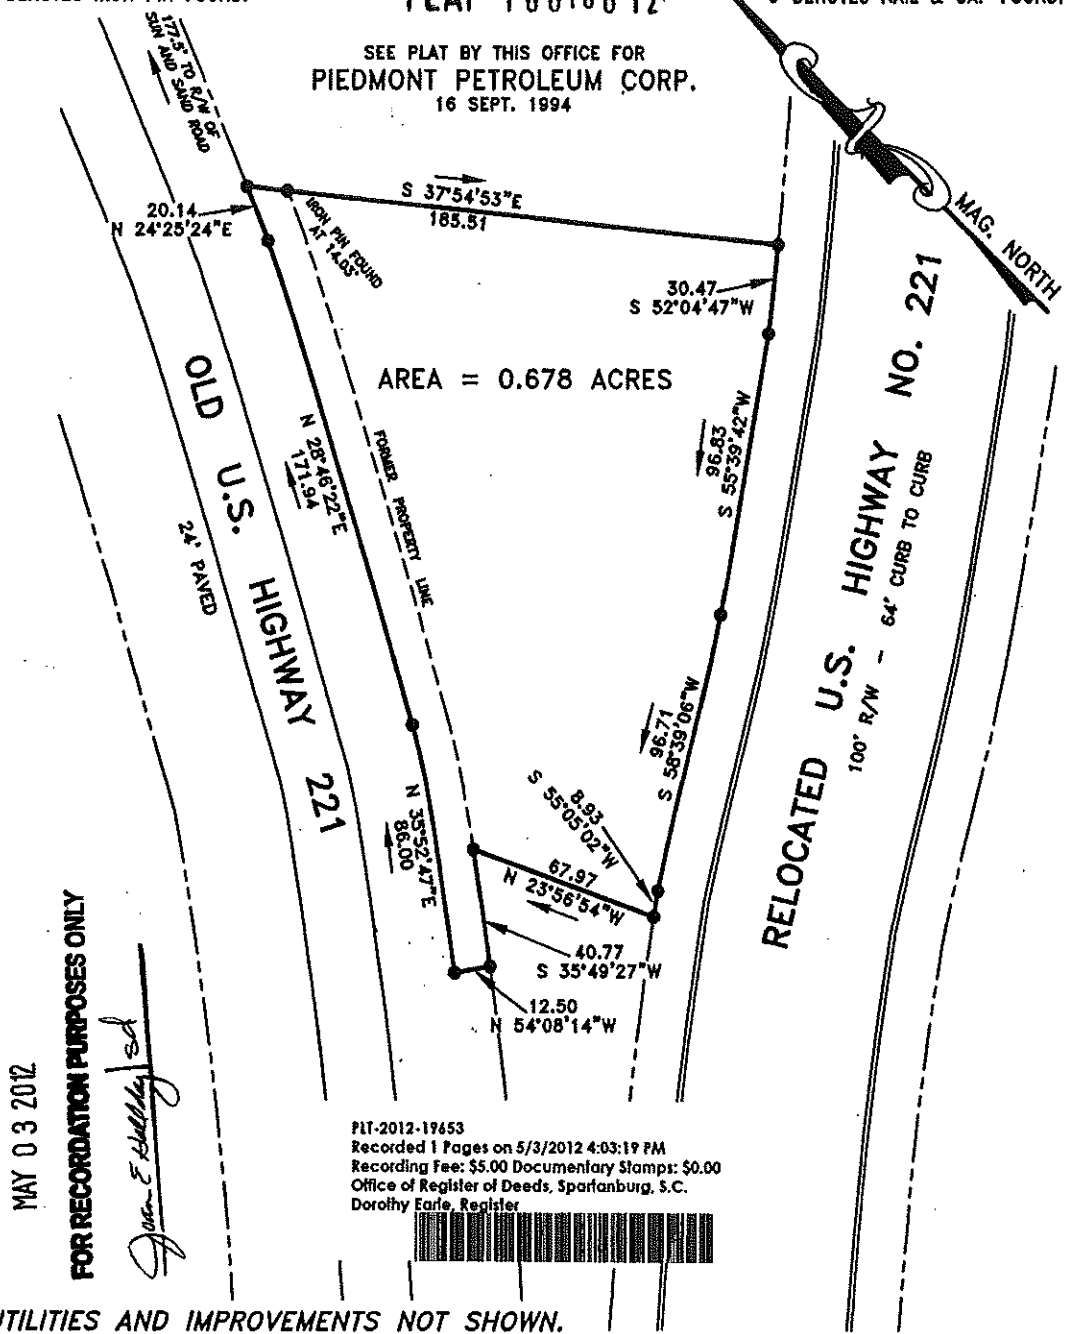 SEE PLAT BY THIS OFFICE FOR
PIEDMONT PETROLEUM CORP.
16 SEPT. 1994
177.5' TO R/W OF
SUN AND SAND ROAD
MAG. NORTH
S 37°54'53"E
185.51
20.14
N 24°25'24"E
IRON PIN FOUND
AT 14.03'
30.47
S 52°04'47"W
AREA = 0.678 ACRES
OLD U.S. HIGHWAY 221
24' PAVED
N 28°46'22"E
171.94
FORMER PROPERTY LINE
96.83
S 55°39'42"W
RELOCATED U.S. HIGHWAY NO. 221
100' R/W - 64' CURB TO CURB
96.71
S 58°39'06"W
8.93
S 55°05'02"W
N 35°52'47"E
86.00
67.97
N 23°56'54"W
40.77
S 35°49'27"W
12.50
N 54°08'14"W
MAY 03 2012
FOR RECORDATION PURPOSES ONLY
PLT-2012-19653
Recorded 1 Pages on 5/3/2012 4:03:19 PM
Recording Fee: $5.00 Documentary Stamps: $0.00
Office of Register of Deeds, Spartanburg, S.C.
Dorothy Earle, Register
UTILITIES AND IMPROVEMENTS NOT SHOWN.